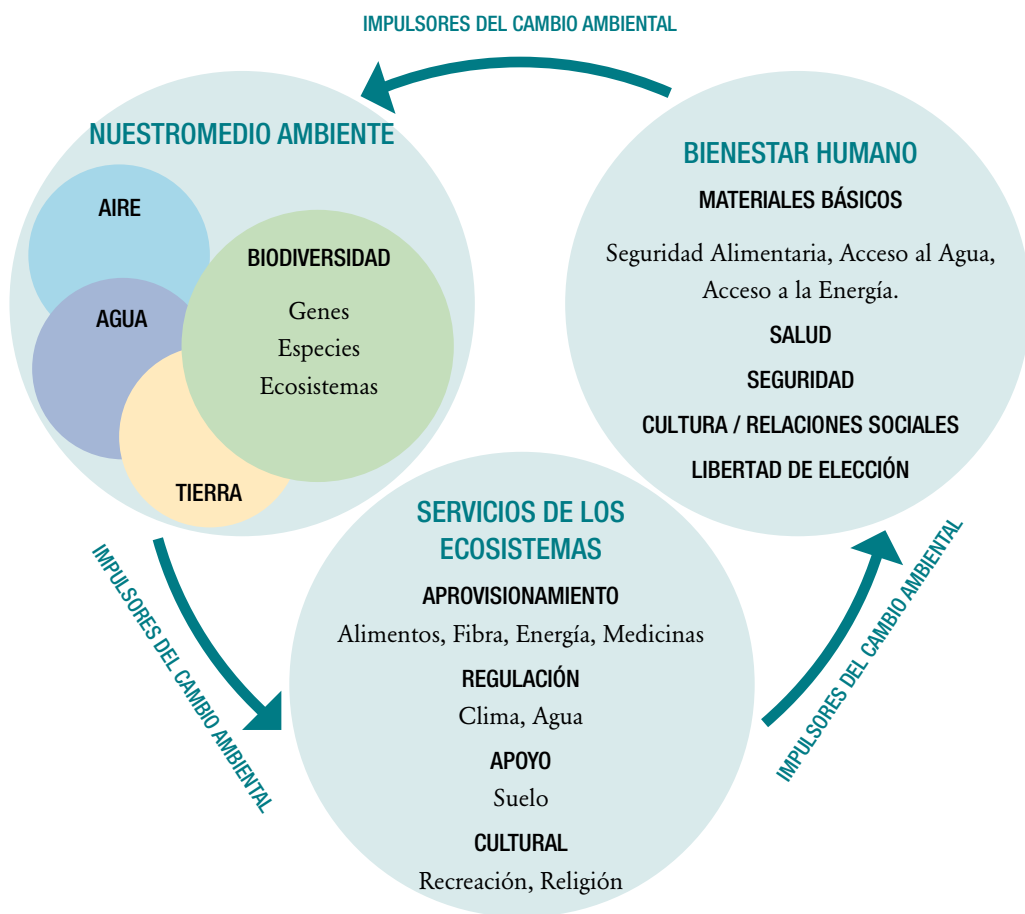 IMPULSORES DEL CAMBIO AMBIENTAL
NUESTROMEDIO AMBIENTE
AIRE
AGUA
TIERRA
BIODIVERSIDAD
Genes
Especies
Ecosistemas
BIENESTAR HUMANO
MATERIALES BÁSICOS
Seguridad Alimentaria, Acceso al Agua,
Acceso a la Energía.
SALUD
SEGURIDAD
CULTURA / RELACIONES SOCIALES
LIBERTAD DE ELECCIÓN
IMPULSORES DEL CAMBIO AMBIENTAL
SERVICIOS DE LOS
ECOSISTEMAS
APROVISIONAMIENTO
Alimentos, Fibra, Energía, Medicinas
REGULACIÓN
Clima, Agua
APOYO
Suelo
CULTURAL
Recreación, Religión
IMPULSORES DEL CAMBIO AMBIENTAL